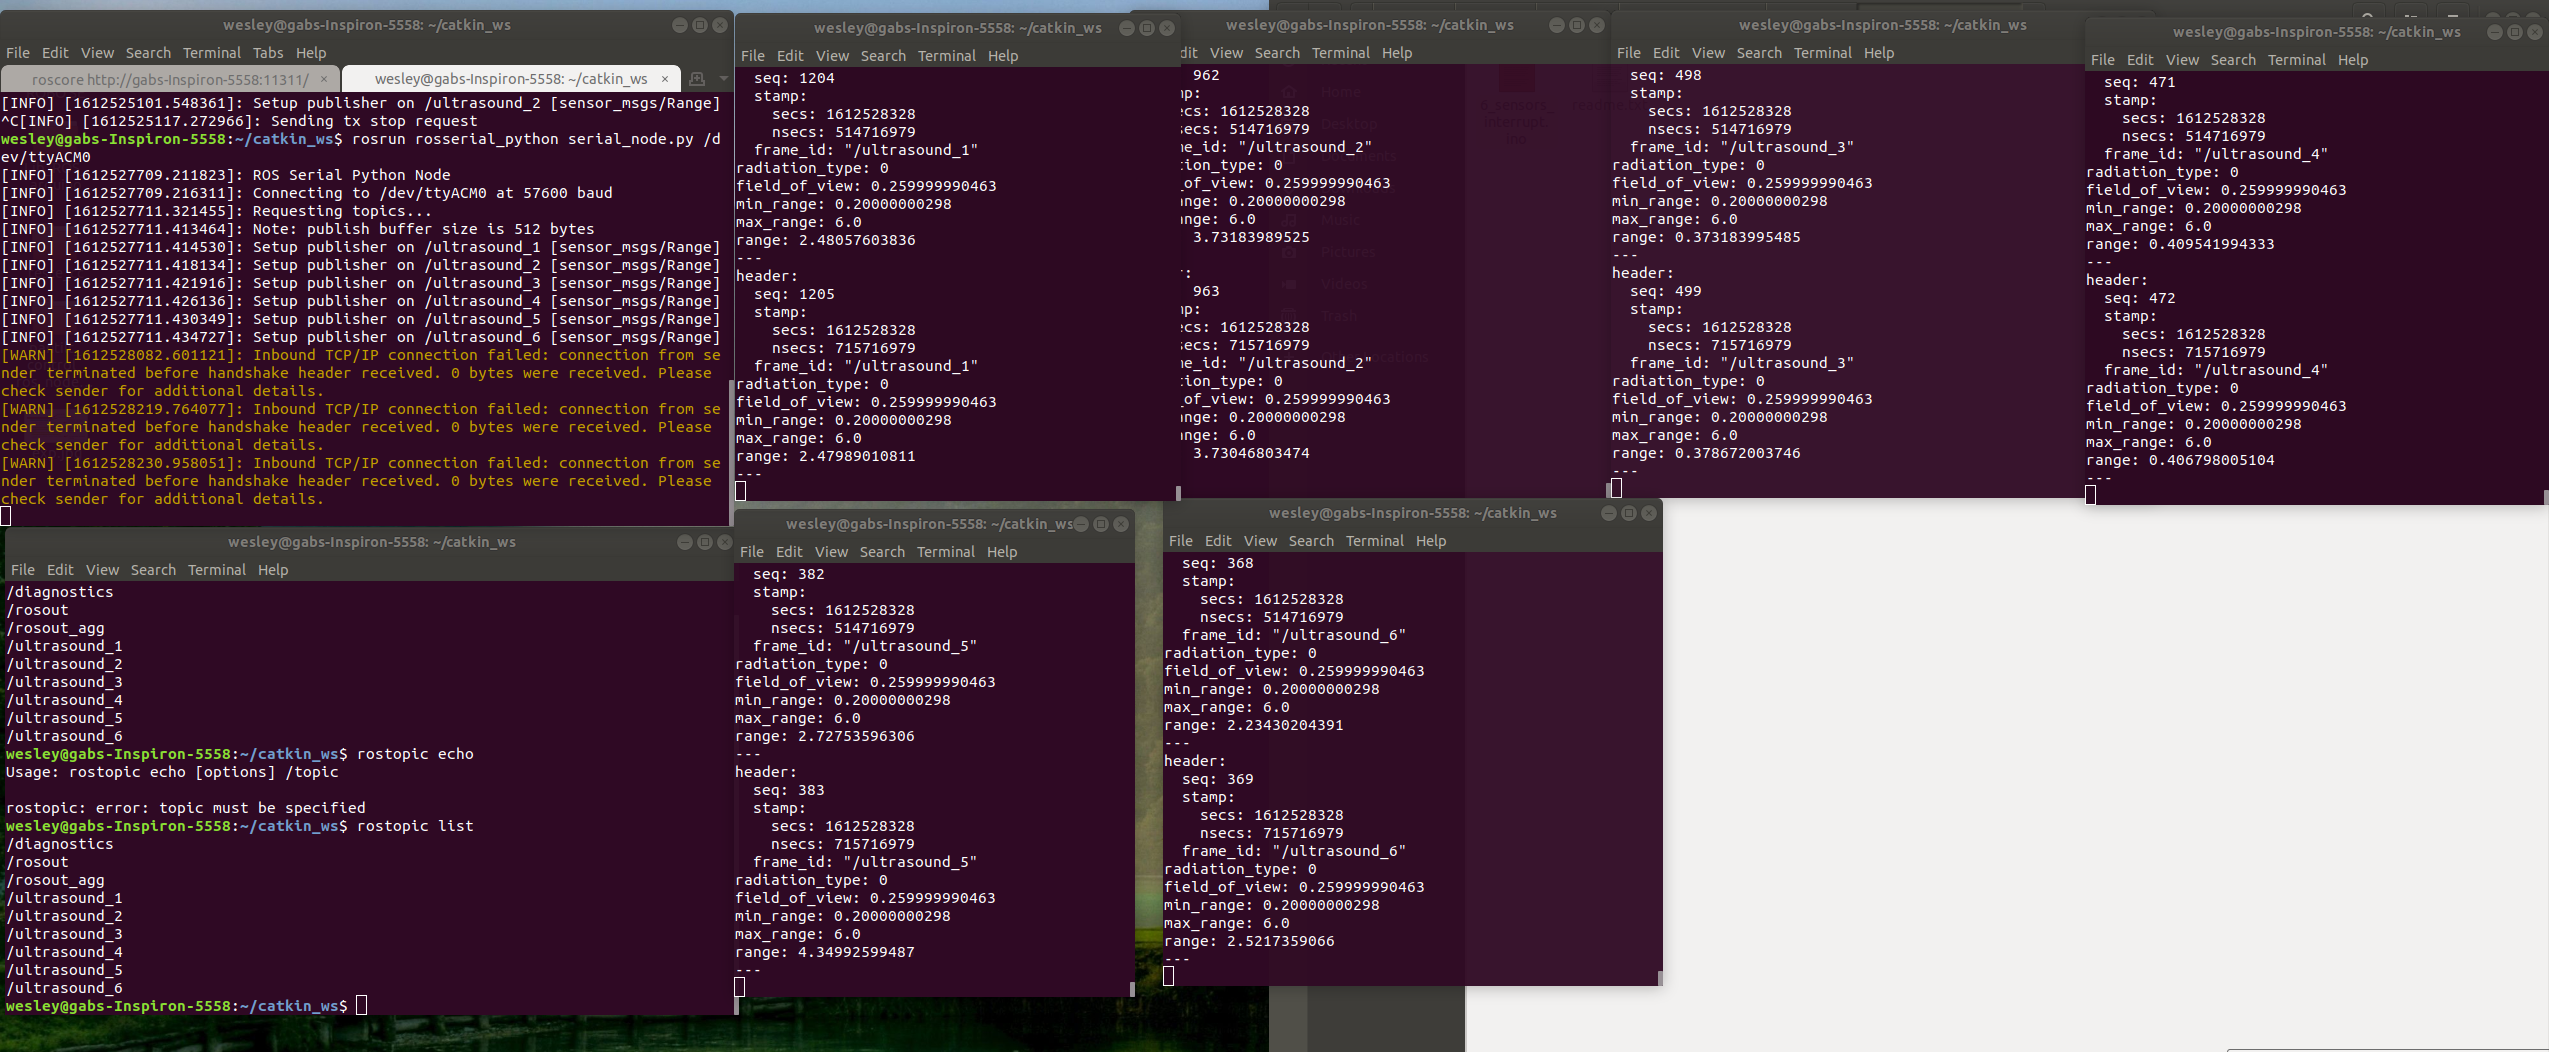 wesley@gabs-Inspiron-5558: ~/catkin_ws
File Edit View Search Terminal Tabs Help
roscore http://gabs-Inspiron-5558:11311/ ×
wesley@gabs-Inspiron-5558: ~/catkin_ws ×
[INFO] [1612525101.548361]: Setup publisher on /ultrasound_2 [sensor_msgs/Range]
^C[INFO] [1612525117.272966]: Sending tx stop request
wesley@gabs-Inspiron-5558:~/catkin_ws$ rosrun rosserial_python serial_node.py /d
ev/ttyACM0
[INFO] [1612527709.211823]: ROS Serial Python Node
[INFO] [1612527709.216311]: Connecting to /dev/ttyACM0 at 57600 baud
[INFO] [1612527711.321455]: Requesting topics...
[INFO] [1612527711.413464]: Note: publish buffer size is 512 bytes
[INFO] [1612527711.414530]: Setup publisher on /ultrasound_1 [sensor_msgs/Range]
[INFO] [1612527711.418134]: Setup publisher on /ultrasound_2 [sensor_msgs/Range]
[INFO] [1612527711.421916]: Setup publisher on /ultrasound_3 [sensor_msgs/Range]
[INFO] [1612527711.426136]: Setup publisher on /ultrasound_4 [sensor_msgs/Range]
[INFO] [1612527711.430349]: Setup publisher on /ultrasound_5 [sensor_msgs/Range]
[INFO] [1612527711.434727]: Setup publisher on /ultrasound_6 [sensor_msgs/Range]
[WARN] [1612528082.601121]: Inbound TCP/IP connection failed: connection from se
nder terminated before handshake header received. 0 bytes were received. Please
check sender for additional details.
[WARN] [1612528219.764077]: Inbound TCP/IP connection failed: connection from se
nder terminated before handshake header received. 0 bytes were received. Please
check sender for additional details.
[WARN] [1612528230.958051]: Inbound TCP/IP connection failed: connection from se
nder terminated before handshake header received. 0 bytes were received. Please
check sender for additional details.
wesley@gabs-Inspiron-5558: ~/catkin_ws
File Edit View Search Terminal Help
seq: 1204
stamp:
secs: 1612528328
nsecs: 514716979
frame_id: "/ultrasound_1"
radiation_type: 0
field_of_view: 0.259999990463
min_range: 0.20000000298
max_range: 6.0
range: 2.48057603836
---
header:
seq: 1205
stamp:
secs: 1612528328
nsecs: 715716979
frame_id: "/ultrasound_1"
radiation_type: 0
field_of_view: 0.259999990463
min_range: 0.20000000298
max_range: 6.0
range: 2.47989010811
---
wesley@gabs-Inspiron-5558: ~/catkin_ws
dit View Search Terminal Help
962
mp:
ecs: 1612528328
secs: 514716979
me_id: "/ultrasound_2"
tion_type: 0
_of_view: 0.259999990463
ange: 0.20000000298
ange: 6.0
3.73183989525
r:
963
mp:
ecs: 1612528328
secs: 715716979
me_id: "/ultrasound_2"
tion_type: 0
_of_view: 0.259999990463
ange: 0.20000000298
ange: 6.0
3.73046803474
Home
Desktop
Documents
Music
Pictures
Videos
Trash
wesley@gabs-Inspiron-5558: ~/catkin_ws
File Edit View Search Terminal Help
seq: 498
stamp:
secs: 1612528328
nsecs: 514716979
frame_id: "/ultrasound_3"
radiation_type: 0
field_of_view: 0.259999990463
min_range: 0.20000000298
max_range: 6.0
range: 0.373183995485
---
header:
seq: 499
stamp:
secs: 1612528328
nsecs: 715716979
frame_id: "/ultrasound_3"
radiation_type: 0
field_of_view: 0.259999990463
min_range: 0.20000000298
max_range: 6.0
range: 0.378672003746
---
wesley@gabs-Inspiron-5558: ~/catkin_ws
File Edit View Search Terminal Help
seq: 471
stamp:
secs: 1612528328
nsecs: 514716979
frame_id: "/ultrasound_4"
radiation_type: 0
field_of_view: 0.259999990463
min_range: 0.20000000298
max_range: 6.0
range: 0.409541994333
---
header:
seq: 472
stamp:
secs: 1612528328
nsecs: 715716979
frame_id: "/ultrasound_4"
radiation_type: 0
field_of_view: 0.259999990463
min_range: 0.20000000298
max_range: 6.0
range: 0.406798005104
---
wesley@gabs-Inspiron-5558: ~/catkin_ws
File Edit View Search Terminal Help
/diagnostics
/rosout
/rosout_agg
/ultrasound_1
/ultrasound_2
/ultrasound_3
/ultrasound_4
/ultrasound_5
/ultrasound_6
wesley@gabs-Inspiron-5558:~/catkin_ws$ rostopic echo
Usage: rostopic echo [options] /topic
rostopic: error: topic must be specified
wesley@gabs-Inspiron-5558:~/catkin_ws$ rostopic list
/diagnostics
/rosout
/rosout_agg
/ultrasound_1
/ultrasound_2
/ultrasound_3
/ultrasound_4
/ultrasound_5
/ultrasound_6
wesley@gabs-Inspiron-5558:~/catkin_ws$
wesley@gabs-Inspiron-5558: ~/catkin_ws
File Edit View Search Terminal Help
seq: 382
stamp:
secs: 1612528328
nsecs: 514716979
frame_id: "/ultrasound_5"
radiation_type: 0
field_of_view: 0.259999990463
min_range: 0.20000000298
max_range: 6.0
range: 2.72753596306
---
header:
seq: 383
stamp:
secs: 1612528328
nsecs: 715716979
frame_id: "/ultrasound_5"
radiation_type: 0
field_of_view: 0.259999990463
min_range: 0.20000000298
max_range: 6.0
range: 4.34992599487
---
wesley@gabs-Inspiron-5558: ~/catkin_ws
File Edit View Search Terminal Help
seq: 368
stamp:
secs: 1612528328
nsecs: 514716979
frame_id: "/ultrasound_6"
radiation_type: 0
field_of_view: 0.259999990463
min_range: 0.20000000298
max_range: 6.0
range: 2.23430204391
---
header:
seq: 369
stamp:
secs: 1612528328
nsecs: 715716979
frame_id: "/ultrasound_6"
radiation_type: 0
field_of_view: 0.259999990463
min_range: 0.20000000298
max_range: 6.0
range: 2.5217359066
---